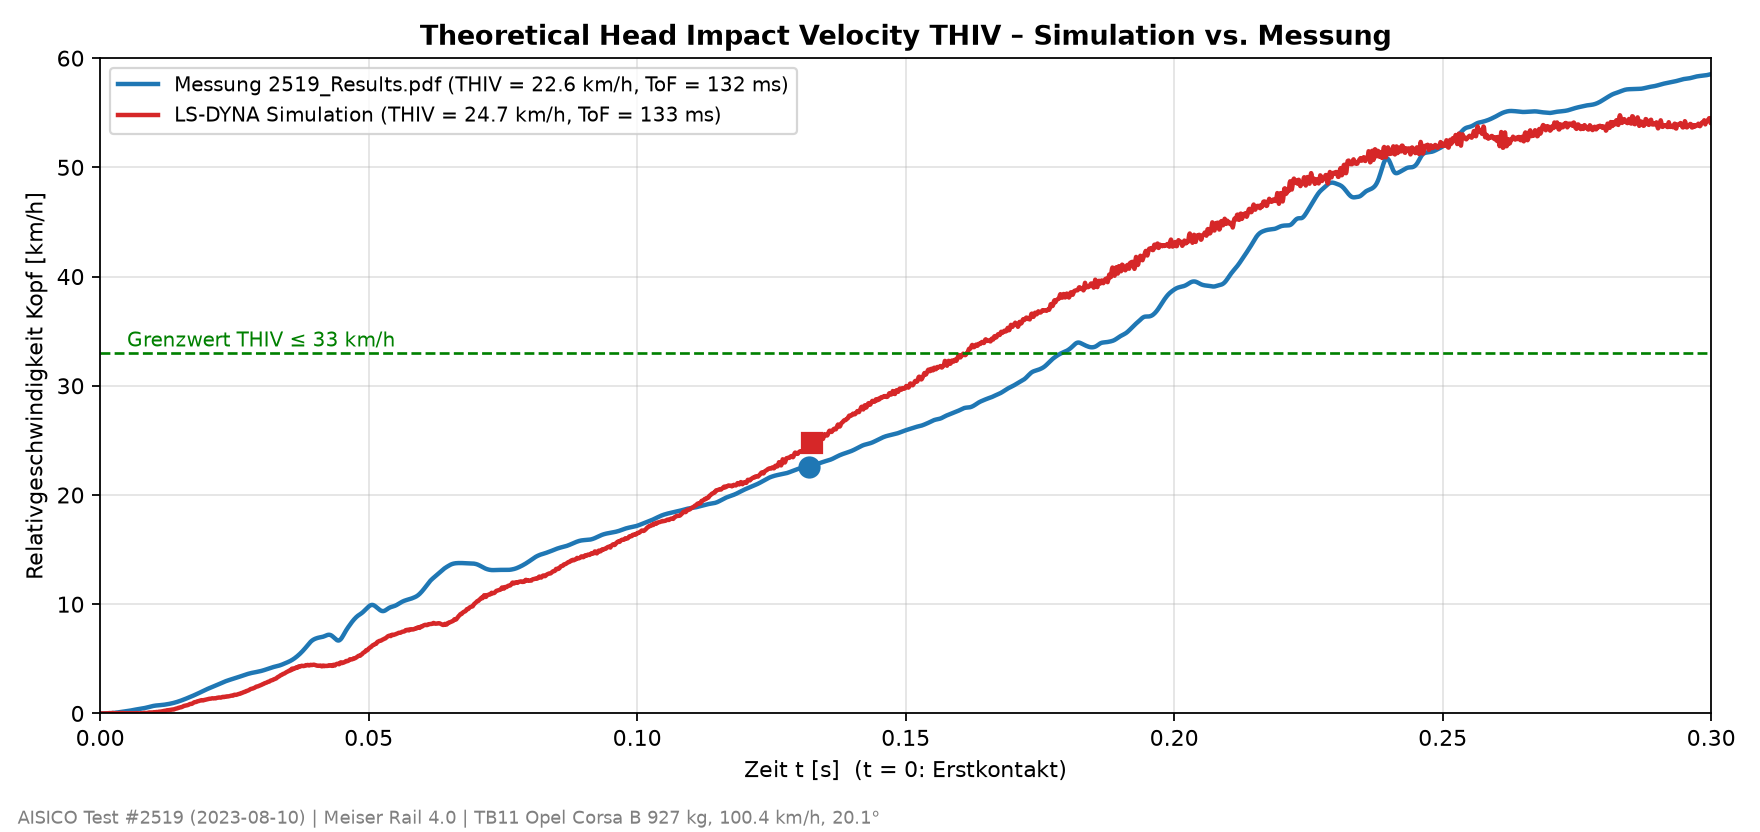 Theoretical Head Impact Velocity THIV – Simulation vs. Messung
60
50
40
30
20
10
0
Relativgeschwindigkeit Kopf [km/h]
Messung 2519_Results.pdf (THIV = 22.6 km/h, ToF = 132 ms)
LS-DYNA Simulation (THIV = 24.7 km/h, ToF = 133 ms)
Grenzwert THIV ≤ 33 km/h
0.00 0.05 0.10 0.15 0.20 0.25 0.30
Zeit t [s]  (t = 0: Erstkontakt)
AISICO Test #2519 (2023-08-10) | Meiser Rail 4.0 | TB11 Opel Corsa B 927 kg, 100.4 km/h, 20.1°